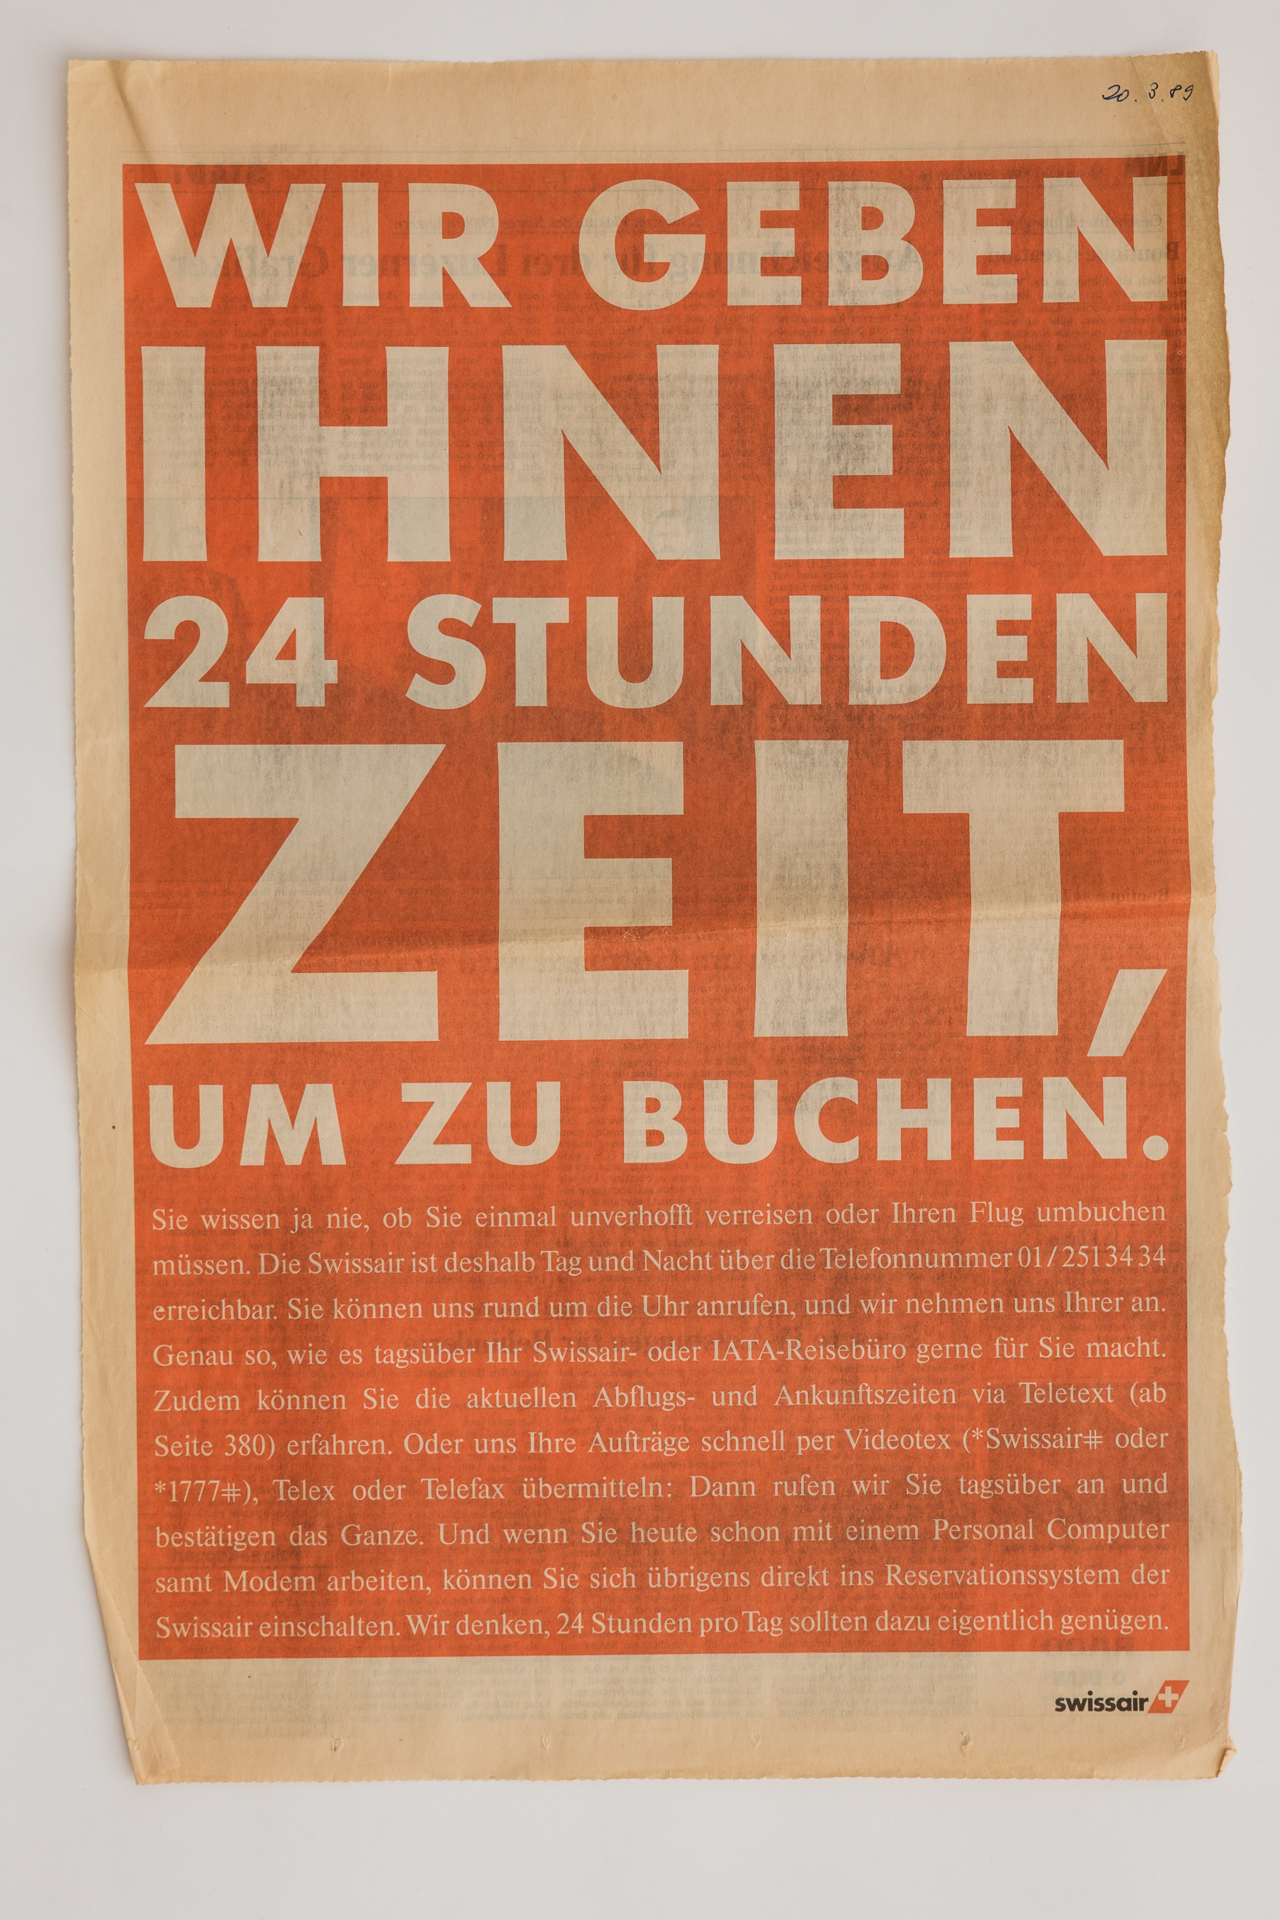 20.3.89
WIR GEBEN
IHNEN
24 STUNDEN
ZEIT,
UM ZU BUCHEN.
Sie wissen ja nie, ob Sie einmal unverhofft verreisen oder Ihren Flug umbuchen
müssen. Die Swissair ist deshalb Tag und Nacht über die Telefonnummer 01/251 34 34
erreichbar. Sie können uns rund um die Uhr anrufen, und wir nehmen uns Ihrer an.
Genau so, wie es tagsüber Ihr Swissair- oder IATA-Reisebüro gerne für Sie macht.
Zudem können Sie die aktuellen Abflugs- und Ankunftszeiten via Teletext (ab
Seite 380) erfahren. Oder uns Ihre Aufträge schnell per Videotex (*Swissair# oder
*1777#), Telex oder Telefax übermitteln: Dann rufen wir Sie tagsüber an und
bestätigen das Ganze. Und wenn Sie heute schon mit einem Personal Computer
samt Modem arbeiten, können Sie sich übrigens direkt ins Reservationssystem der
Swissair einschalten. Wir denken, 24 Stunden pro Tag sollten dazu eigentlich genügen.
swissair